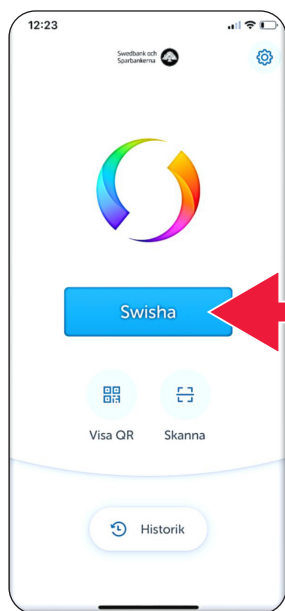 12:23
Swedbank och
Sparbankerna
Swisha
Visa QR Skanna
Historik